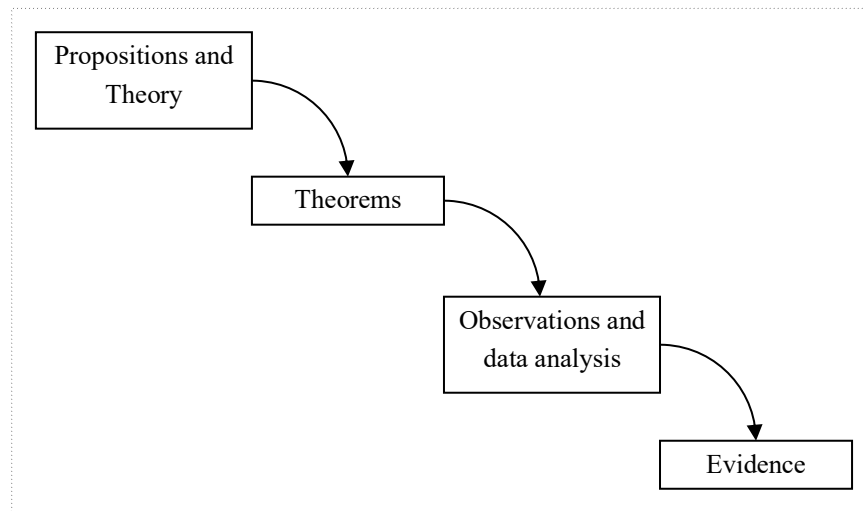 Propositions and
Theory
Theorems
Observations and
data analysis
Evidence